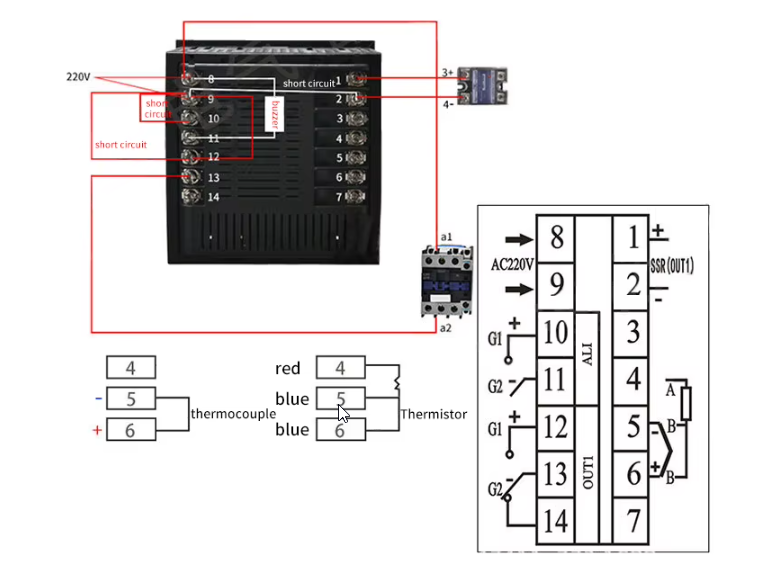 220V
8
short circuit
1
3+
9
2
4-
short
circuit
buzzer
10
3
11
4
short circuit
12
5
13
6
14
7
a1
a2
4
- 5
thermocouple
+ 6
red 4
blue 5
Thermistor
blue 6
8 1 +
AC220V
SSR(OUT1)
9 2 -
G1 + 10 3
ALI
G2 - 11 4
A
G1 + 12 5 - B
OUT1
G2 - 13 6 + B
14 7